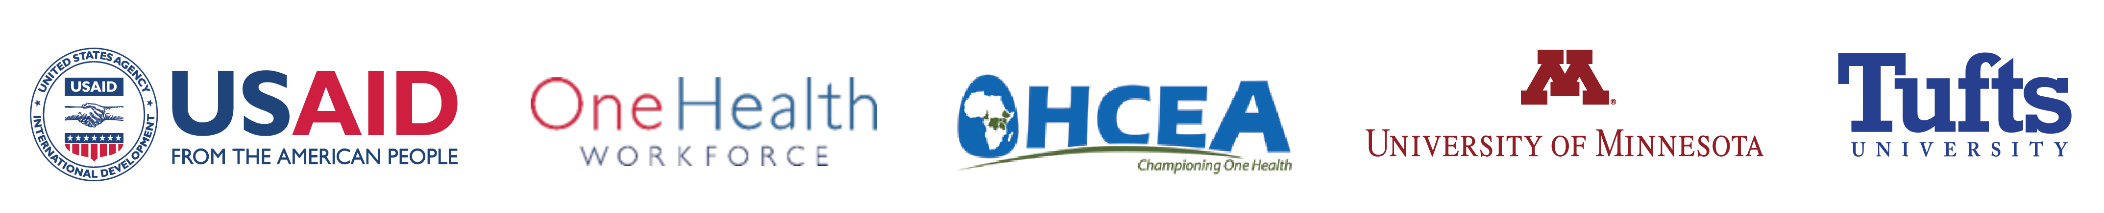 UNITED STATES AGENCY
USAID
INTERNATIONAL DEVELOPMENT
USAID
FROM THE AMERICAN PEOPLE
OneHealth
WORKFORCE
OHCEA
Championing One Health
M
UNIVERSITY OF MINNESOTA
Tufts
UNIVERSITY